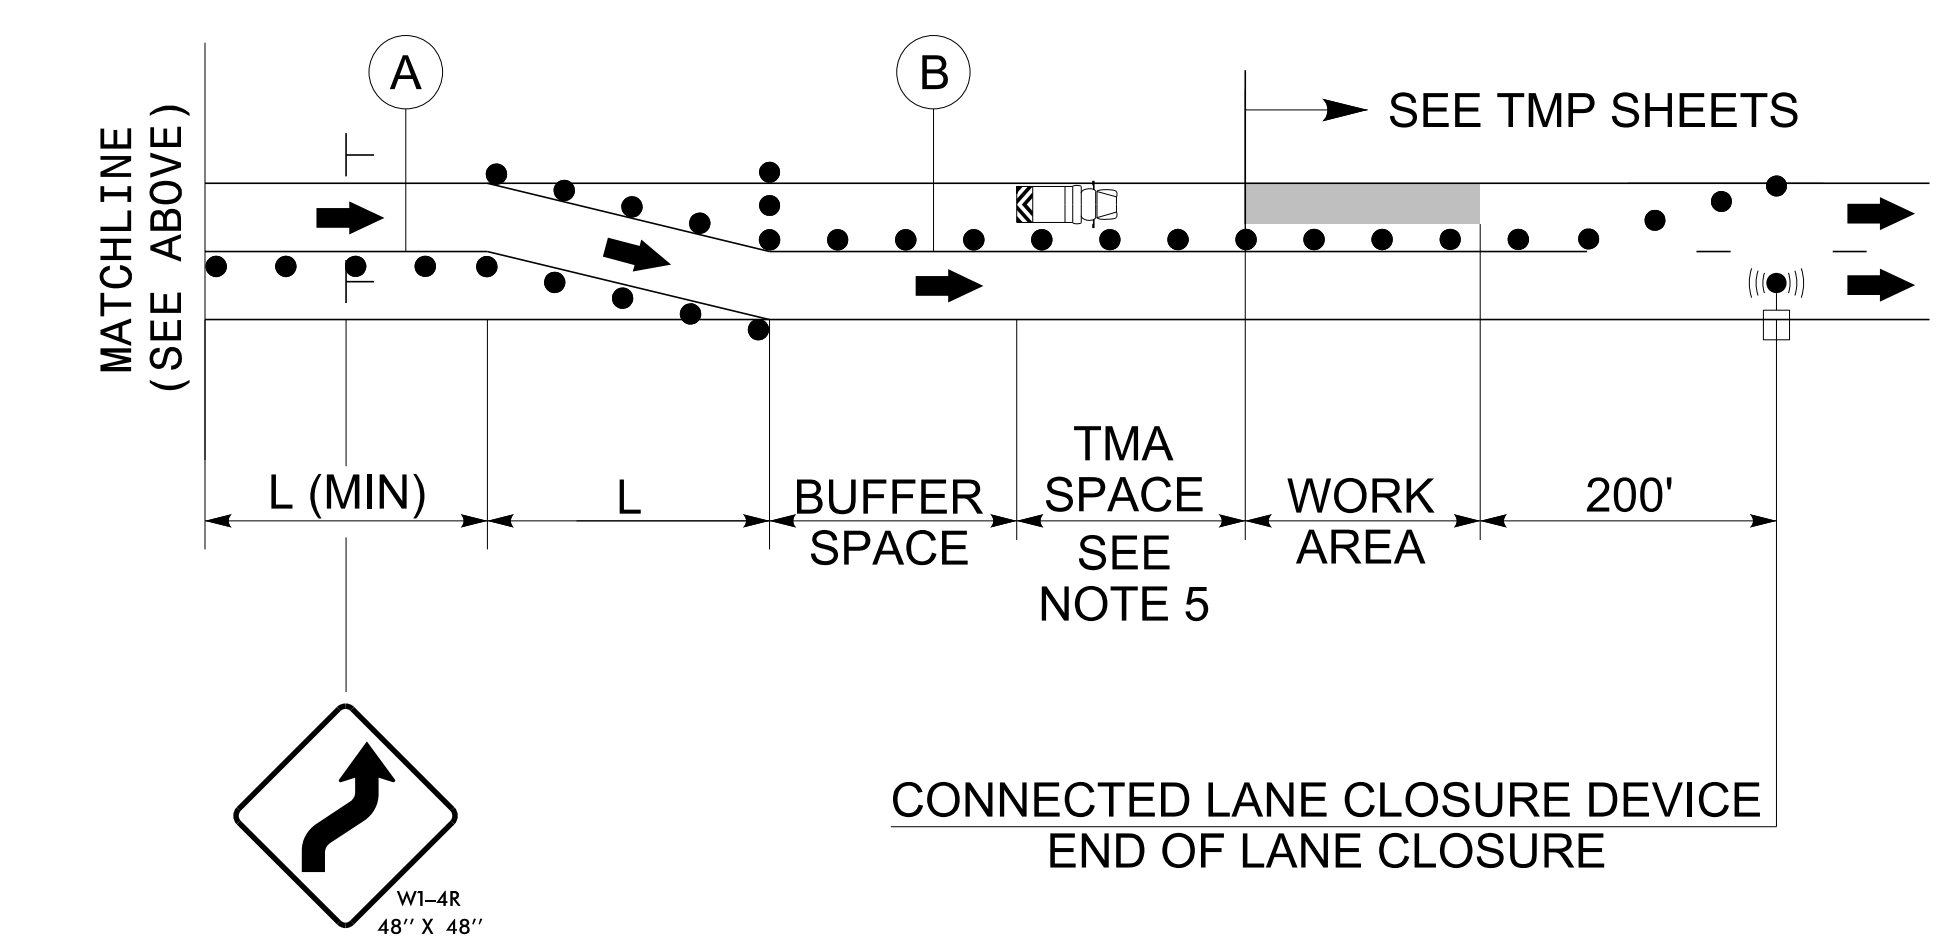 A
B
MATCHLINE
(SEE ABOVE)
SEE TMP SHEETS
L (MIN)
L
BUFFER
SPACE
TMA
SPACE
SEE
NOTE 5
WORK
AREA
200'
W1–4R
48'' X 48''
CONNECTED LANE CLOSURE DEVICE
END OF LANE CLOSURE